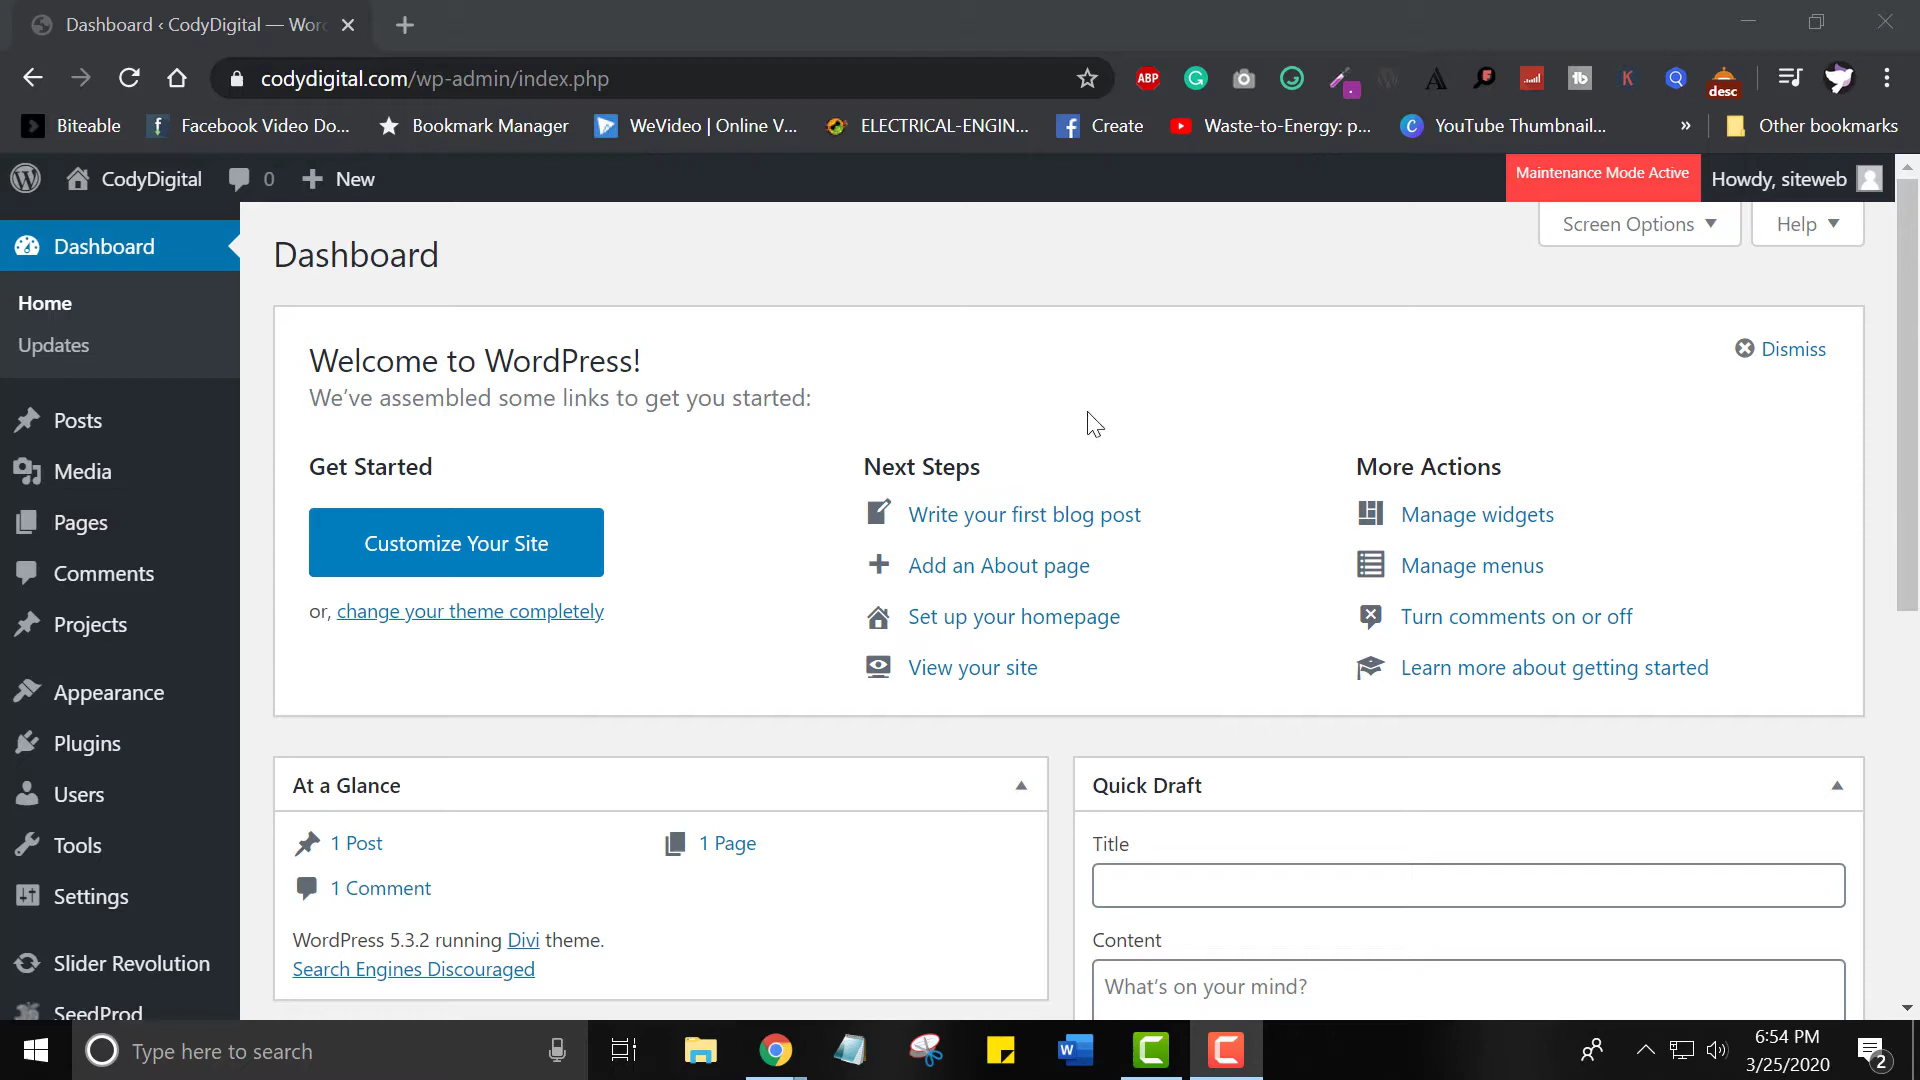 Dashboard ‹ CodyDigital — Wor
codydigital.com/wp-admin/index.php
ABP
desc
Biteable
Facebook Video Do...
Bookmark Manager
WeVideo | Online V...
ELECTRICAL-ENGIN...
Create
Waste-to-Energy: p...
YouTube Thumbnail...
»
Other bookmarks
CodyDigital
0
New
Maintenance Mode Active
Howdy, siteweb
Dashboard
Home
Updates
Posts
Media
Pages
Comments
Projects
Appearance
Plugins
Users
Tools
Settings
Slider Revolution
SeedProd
Screen Options
Help
Dashboard
Welcome to WordPress!
We've assembled some links to get you started:
Dismiss
Get Started
Customize Your Site
or, change your theme completely
Next Steps
Write your first blog post
Add an About page
Set up your homepage
View your site
More Actions
Manage widgets
Manage menus
Turn comments on or off
Learn more about getting started
At a Glance
1 Post
1 Page
1 Comment
WordPress 5.3.2 running Divi theme.
Search Engines Discouraged
Quick Draft
Title
Content
What's on your mind?
Type here to search
6:54 PM
3/25/2020
2